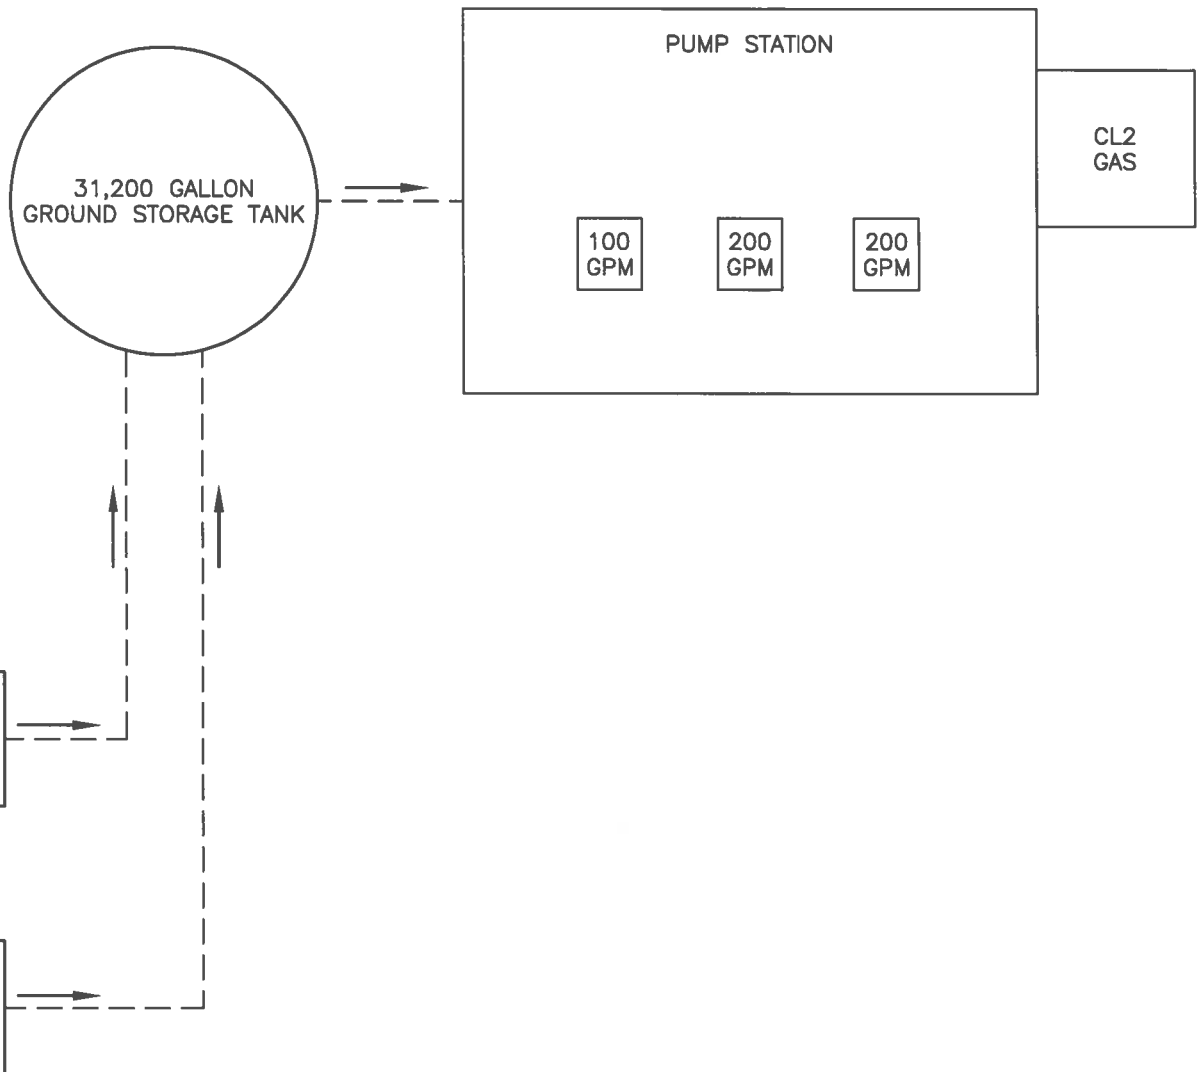 PUMP STATION
CL2
GAS
31,200 GALLON
GROUND STORAGE TANK
100
GPM
200
GPM
200
GPM